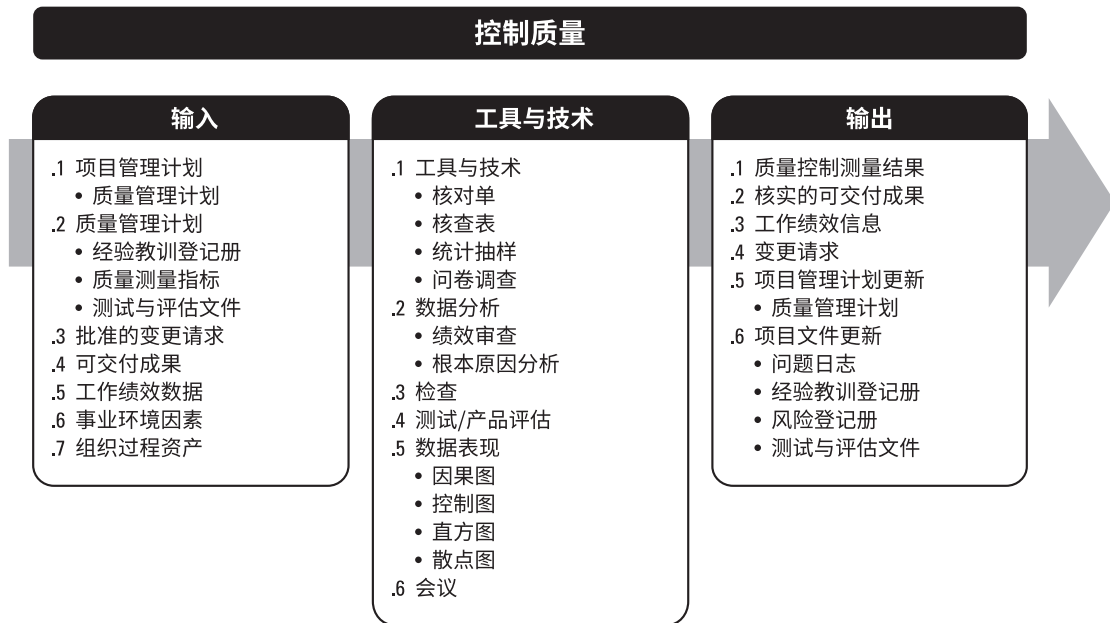 控制质量
输入
.1 项目管理计划
• 质量管理计划
.2 质量管理计划
• 经验教训登记册
• 质量测量指标
• 测试与评估文件
.3 批准的变更请求
.4 可交付成果
.5 工作绩效数据
.6 事业环境因素
.7 组织过程资产
工具与技术
.1 工具与技术
• 核对单
• 核查表
• 统计抽样
• 问卷调查
.2 数据分析
• 绩效审查
• 根本原因分析
.3 检查
.4 测试/产品评估
.5 数据表现
• 因果图
• 控制图
• 直方图
• 散点图
.6 会议
输出
.1 质量控制测量结果
.2 核实的可交付成果
.3 工作绩效信息
.4 变更请求
.5 项目管理计划更新
• 质量管理计划
.6 项目文件更新
• 问题日志
• 经验教训登记册
• 风险登记册
• 测试与评估文件